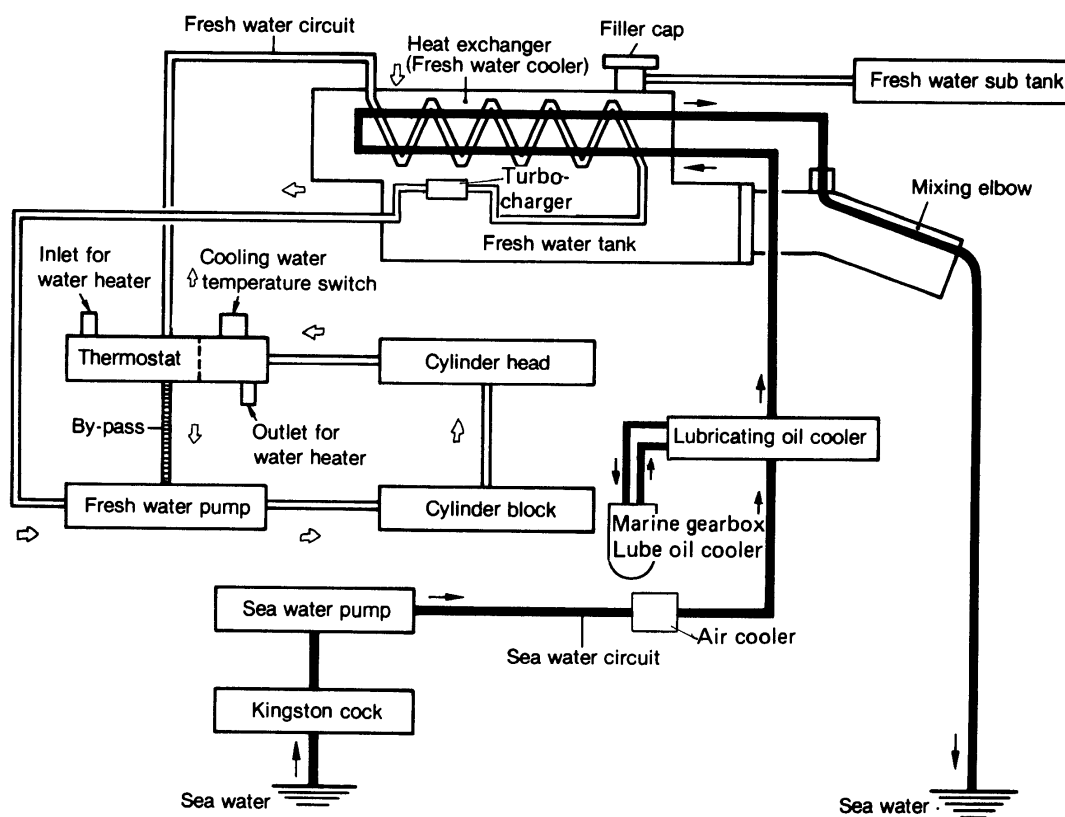 Fresh water circuit
Heat exchanger
(Fresh water cooler)
Filler cap
Fresh water sub tank
Turbo-
charger
Mixing elbow
Fresh water tank
Inlet for
water heater
Cooling water
temperature switch
Thermostat
Cylinder head
By-pass
Outlet for
water heater
Lubricating oil cooler
Fresh water pump
Cylinder block
Marine gearbox
Lube oil cooler
Sea water pump
Air cooler
Sea water circuit
Kingston cock
Sea water
Sea water